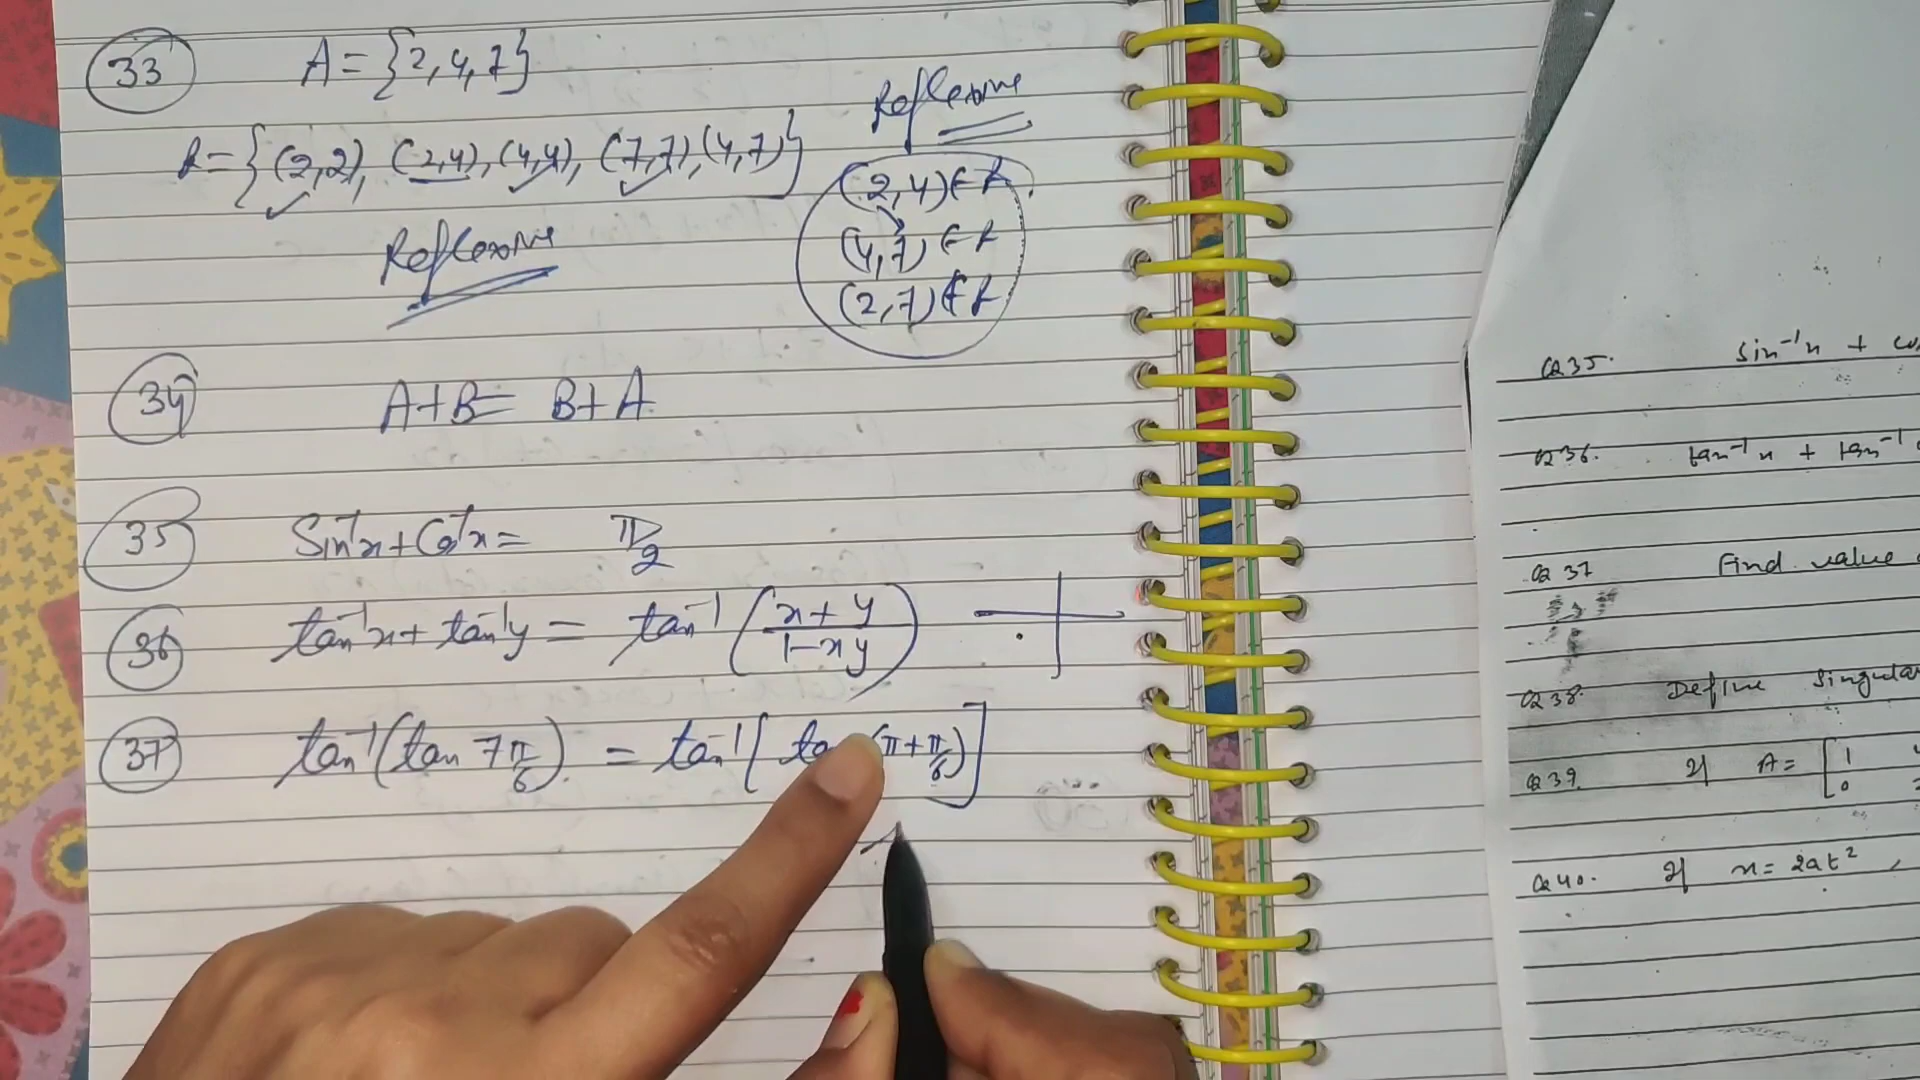 33 A = {2,4,7}
R = {(2,2), (2,4), (4,4), (7,7), (4,7)}
Reflexive
Reflexive
(2,4) ∈ R
(4,7) ∈ R
(2,7) ∉ R
34 A+B = B+A
35 Sin⁻¹x + Cos⁻¹x = π/2
36 tan⁻¹x + tan⁻¹y = tan⁻¹(x+y/1-xy)
37 tan⁻¹(tan 7π/6) = tan⁻¹[tan (π+π/6)]
Q35. Sin⁻¹x +
Q36. tan⁻¹x + tan⁻¹
Q37 Find value
Q38. Define Singular
Q39. If A = [1
0
Q40. If x = 2at²,